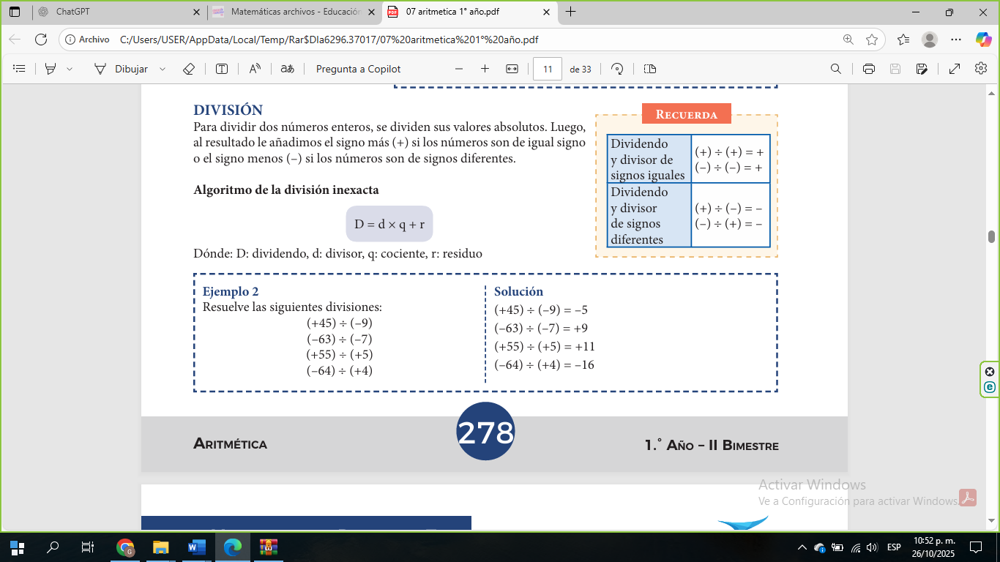 ChatGPT
Matemáticas archivos - Educación
07 aritmetica 1° año.pdf
Archivo
C:/Users/USER/AppData/Local/Temp/Rar$DIa6296.37017/07%20aritmetica%201°%20año.pdf
Dibujar
Pregunta a Copilot
11
de 33
DIVISIÓN
Para dividir dos números enteros, se dividen sus valores absolutos. Luego,
al resultado le añadimos el signo más (+) si los números son de igual signo
o el signo menos (–) si los números son de signos diferentes.
Algoritmo de la división inexacta
D = d × q + r
Dónde: D: dividendo, d: divisor, q: cociente, r: residuo
RECUERDA
Dividendo
y divisor de
signos iguales
(+) ÷ (+) = +
(–) ÷ (–) = +
Dividendo
y divisor
de signos
diferentes
(+) ÷ (–) = –
(–) ÷ (+) = –
Ejemplo 2
Resuelve las siguientes divisiones:
(+45) ÷ (–9)
(–63) ÷ (–7)
(+55) ÷ (+5)
(–64) ÷ (+4)
Solución
(+45) ÷ (–9) = –5
(–63) ÷ (–7) = +9
(+55) ÷ (+5) = +11
(–64) ÷ (+4) = –16
ARITMÉTICA
278
1.° AÑO – II BIMESTRE
Activar Windows
Ve a Configuración para activar Windows.
ESP
10:52 p. m.
26/10/2025